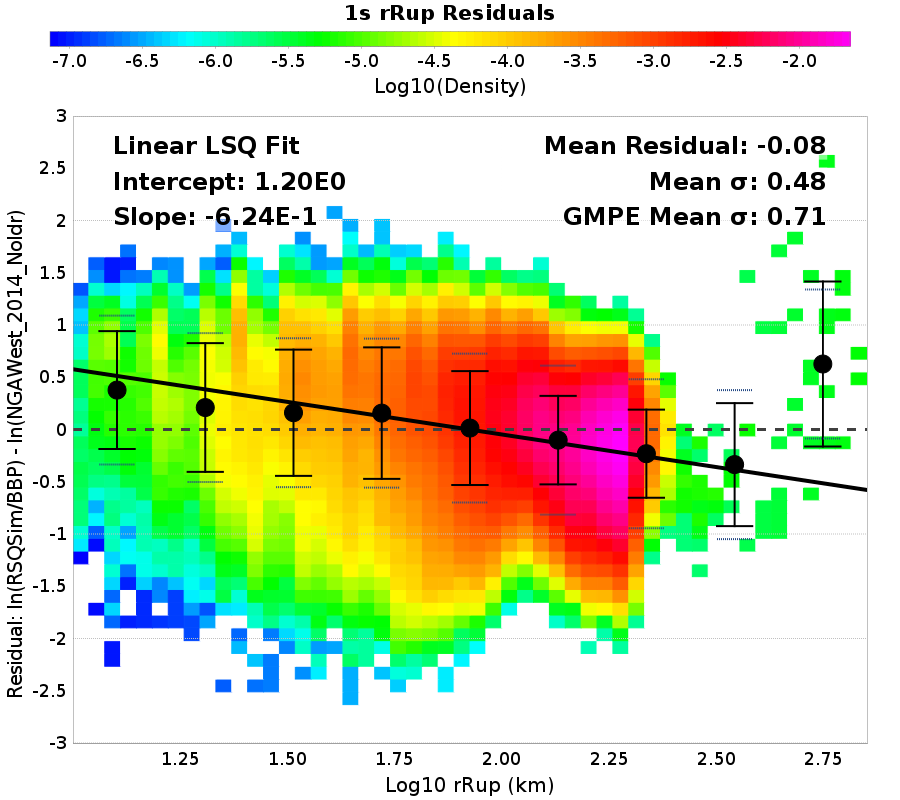 1s rRup Residuals
-7.0 -6.5 -6.0 -5.5 -5.0 -4.5 -4.0 -3.5 -3.0 -2.5 -2.0
Log10(Density)
Linear LSQ Fit
Intercept: 1.20E0
Slope: -6.24E-1
Mean Residual: -0.08
Mean σ: 0.48
GMPE Mean σ: 0.71
Residual: ln(RSQSim/BBP) - ln(NGAWest_2014_NoIdr)
3
2.5
2
1.5
1
0.5
0
-0.5
-1
-1.5
-2
-2.5
-3
1.25 1.50 1.75 2.00 2.25 2.50 2.75
Log10 rRup (km)